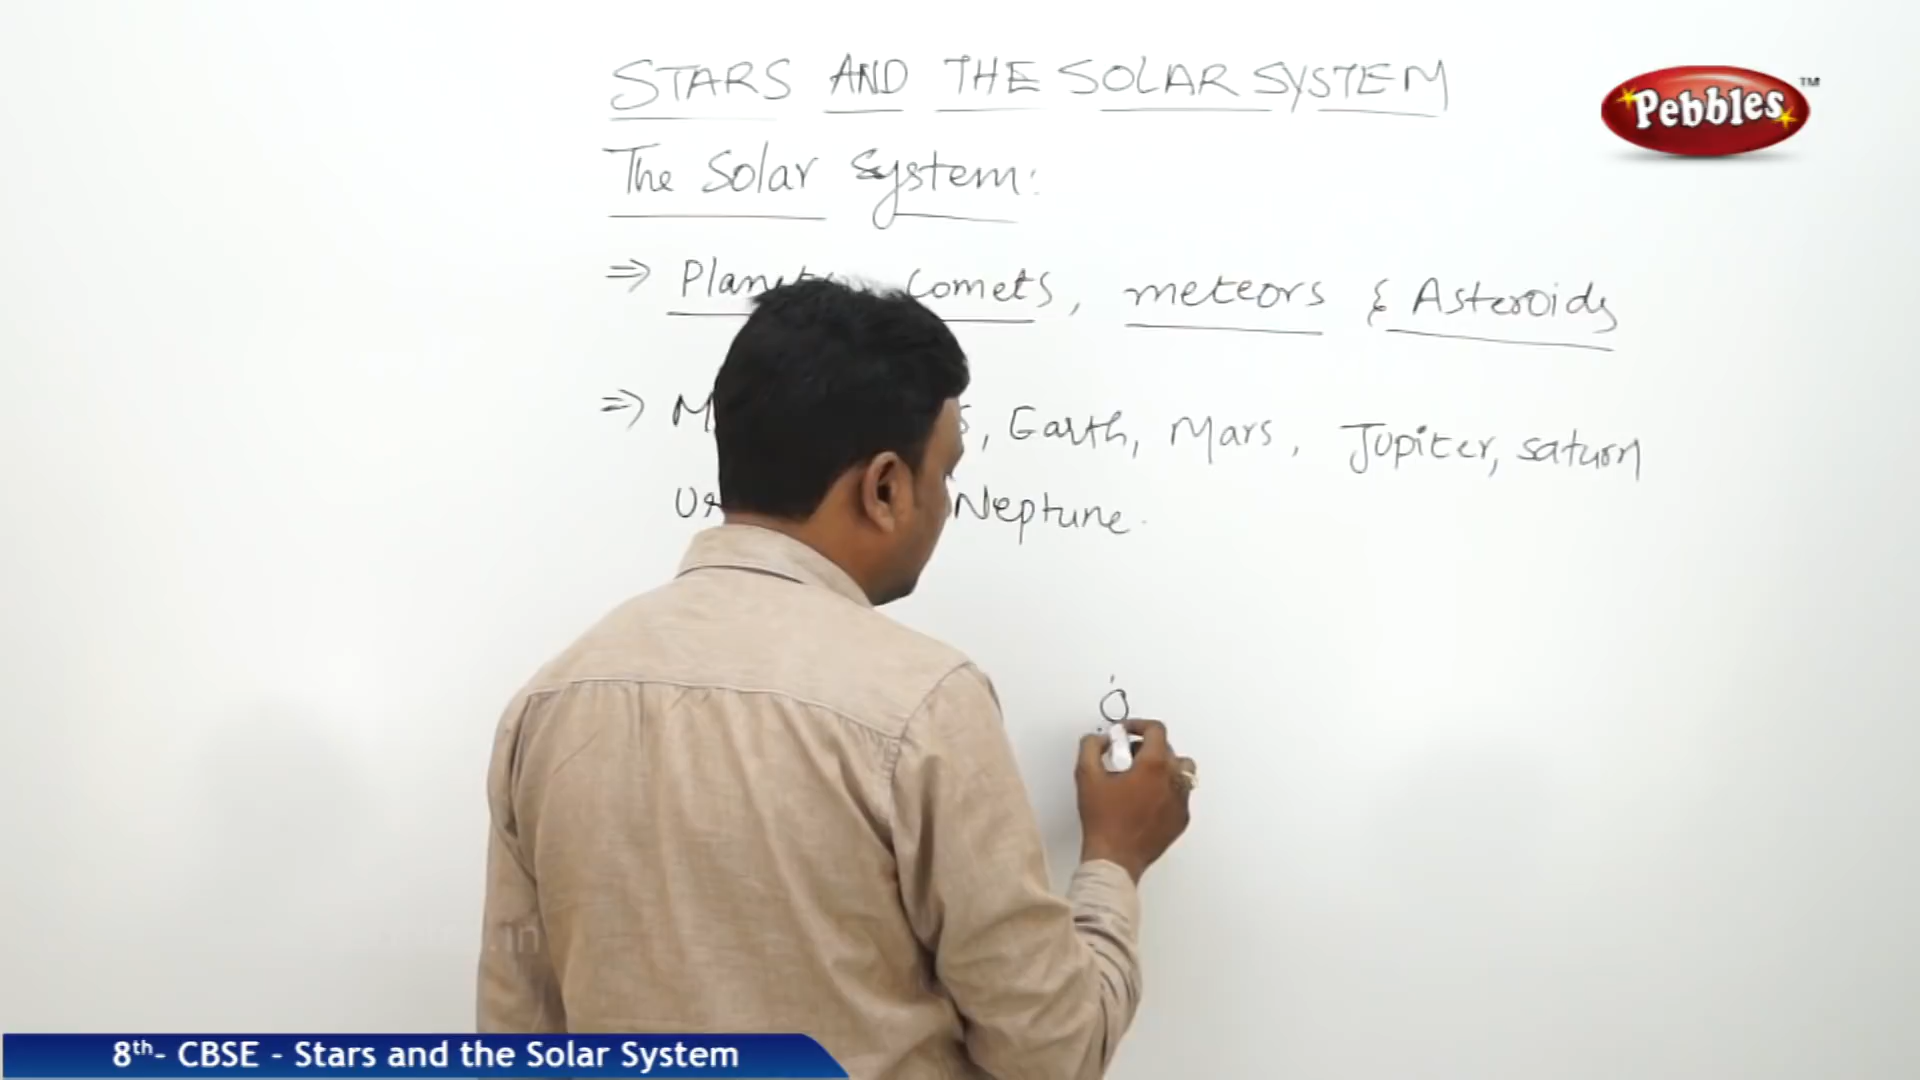 STARS AND THE SOLAR SYSTEM
Pebbles™
The Solar System:
⇒ Comets, meteors & Asteroids
⇒ Earth, Mars, Jupiter, saturn
Neptune.
8th- CBSE - Stars and the Solar System